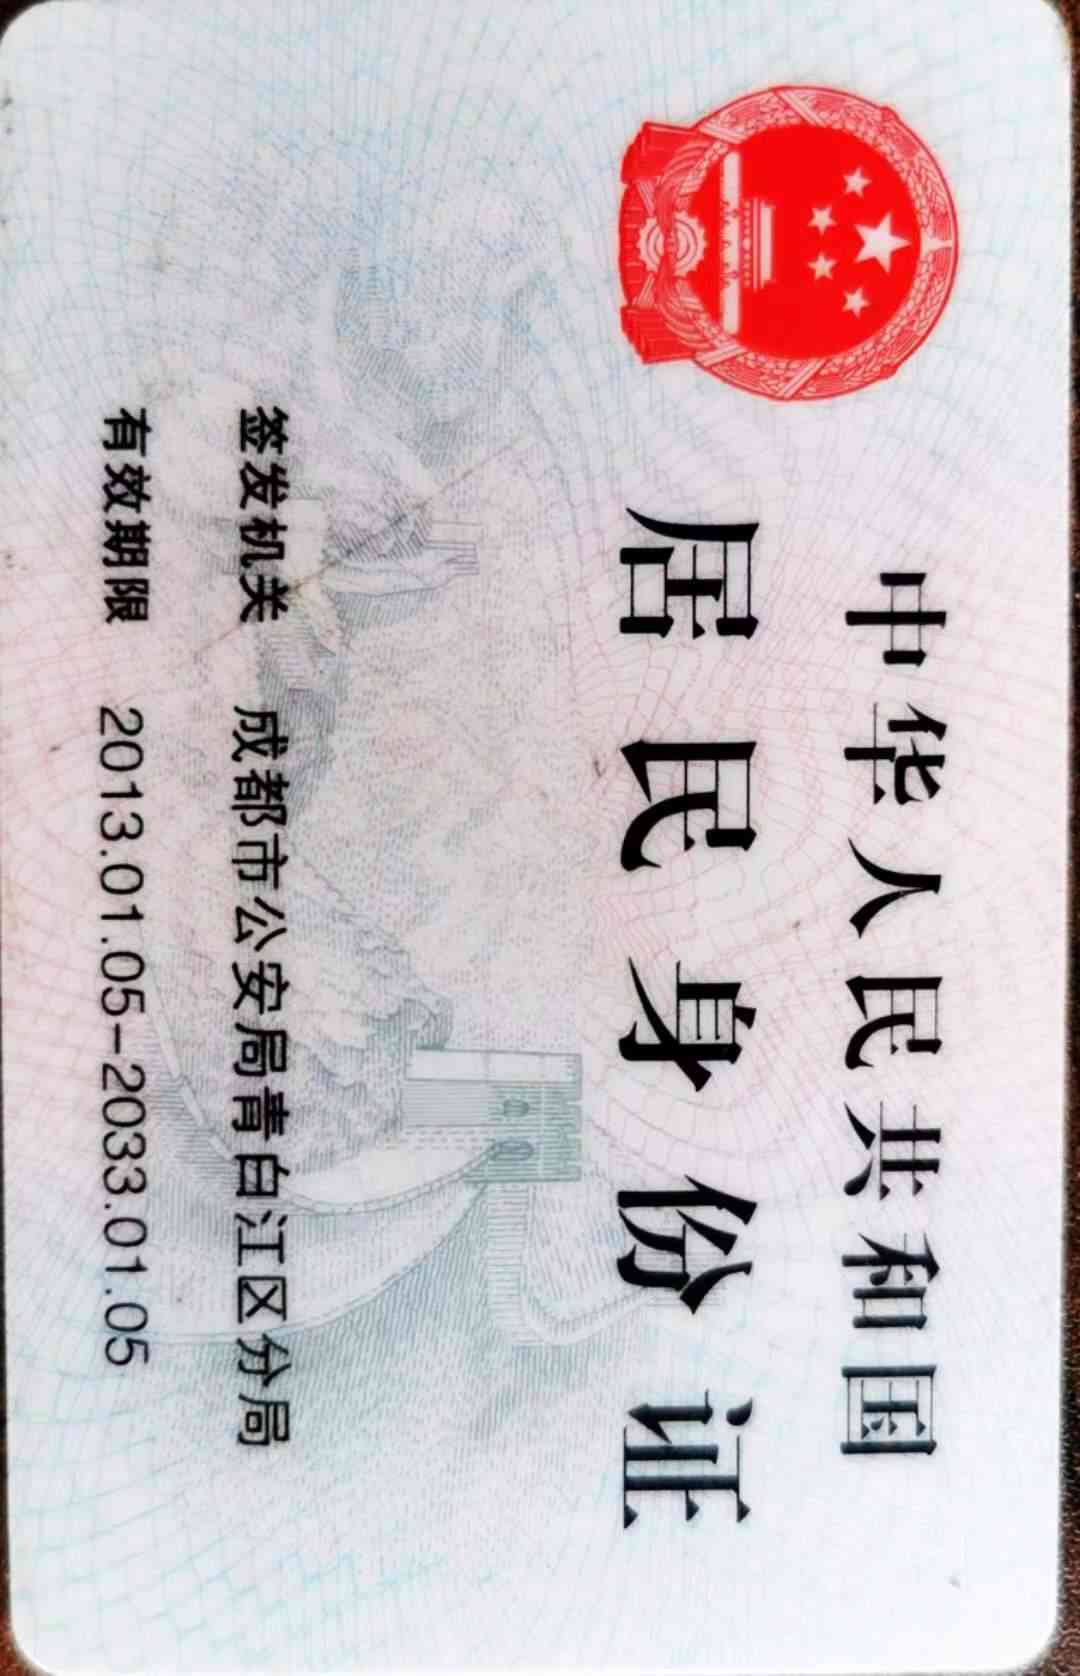 中华人民共和国
居民身份证
签发机关 成都市公安局青白江区分局
有效期限 2013.01.05-2033.01.05